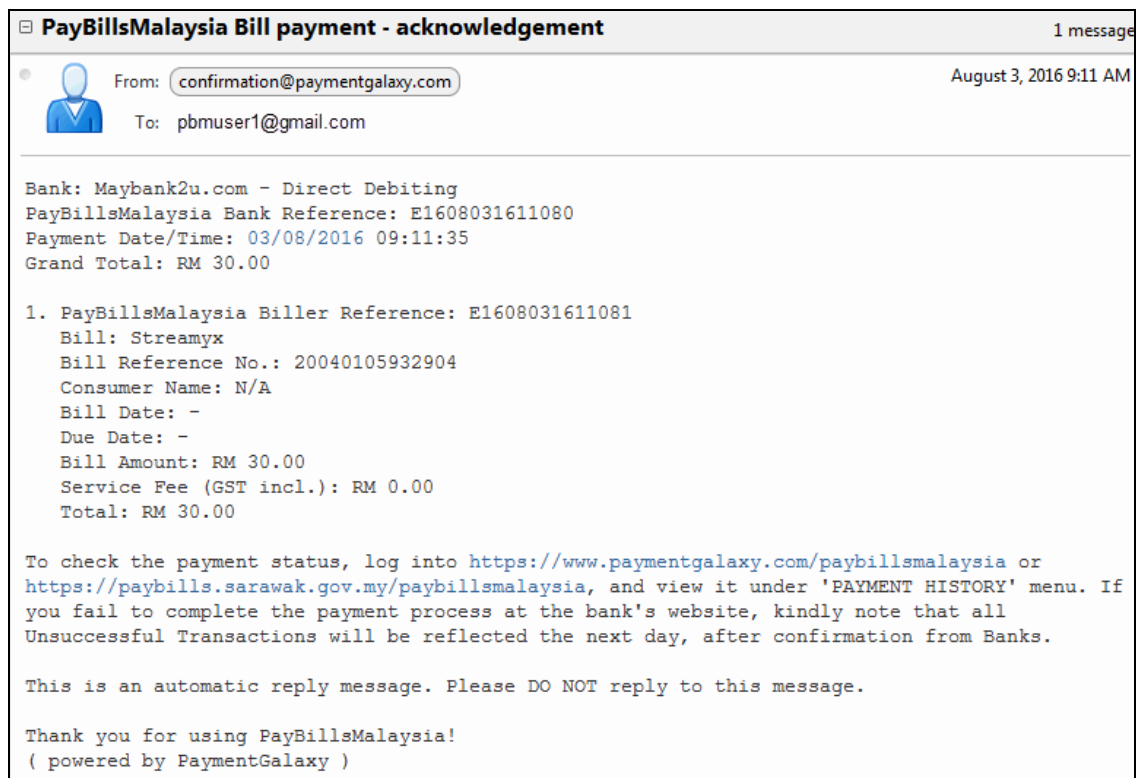 PayBillsMalaysia Bill payment - acknowledgement
1 message
From: confirmation@paymentgalaxy.com
August 3, 2016 9:11 AM
To: pbmuser1@gmail.com
Bank: Maybank2u.com - Direct Debiting
PayBillsMalaysia Bank Reference: E1608031611080
Payment Date/Time: 03/08/2016 09:11:35
Grand Total: RM 30.00
1. PayBillsMalaysia Biller Reference: E1608031611081
Bill: Streamyx
Bill Reference No.: 20040105932904
Consumer Name: N/A
Bill Date: -
Due Date: -
Bill Amount: RM 30.00
Service Fee (GST incl.): RM 0.00
Total: RM 30.00
To check the payment status, log into https://www.paymentgalaxy.com/paybillsmalaysia or
https://paybills.sarawak.gov.my/paybillsmalaysia, and view it under 'PAYMENT HISTORY' menu. If
you fail to complete the payment process at the bank's website, kindly note that all
Unsuccessful Transactions will be reflected the next day, after confirmation from Banks.
This is an automatic reply message. Please DO NOT reply to this message.
Thank you for using PayBillsMalaysia!
( powered by PaymentGalaxy )